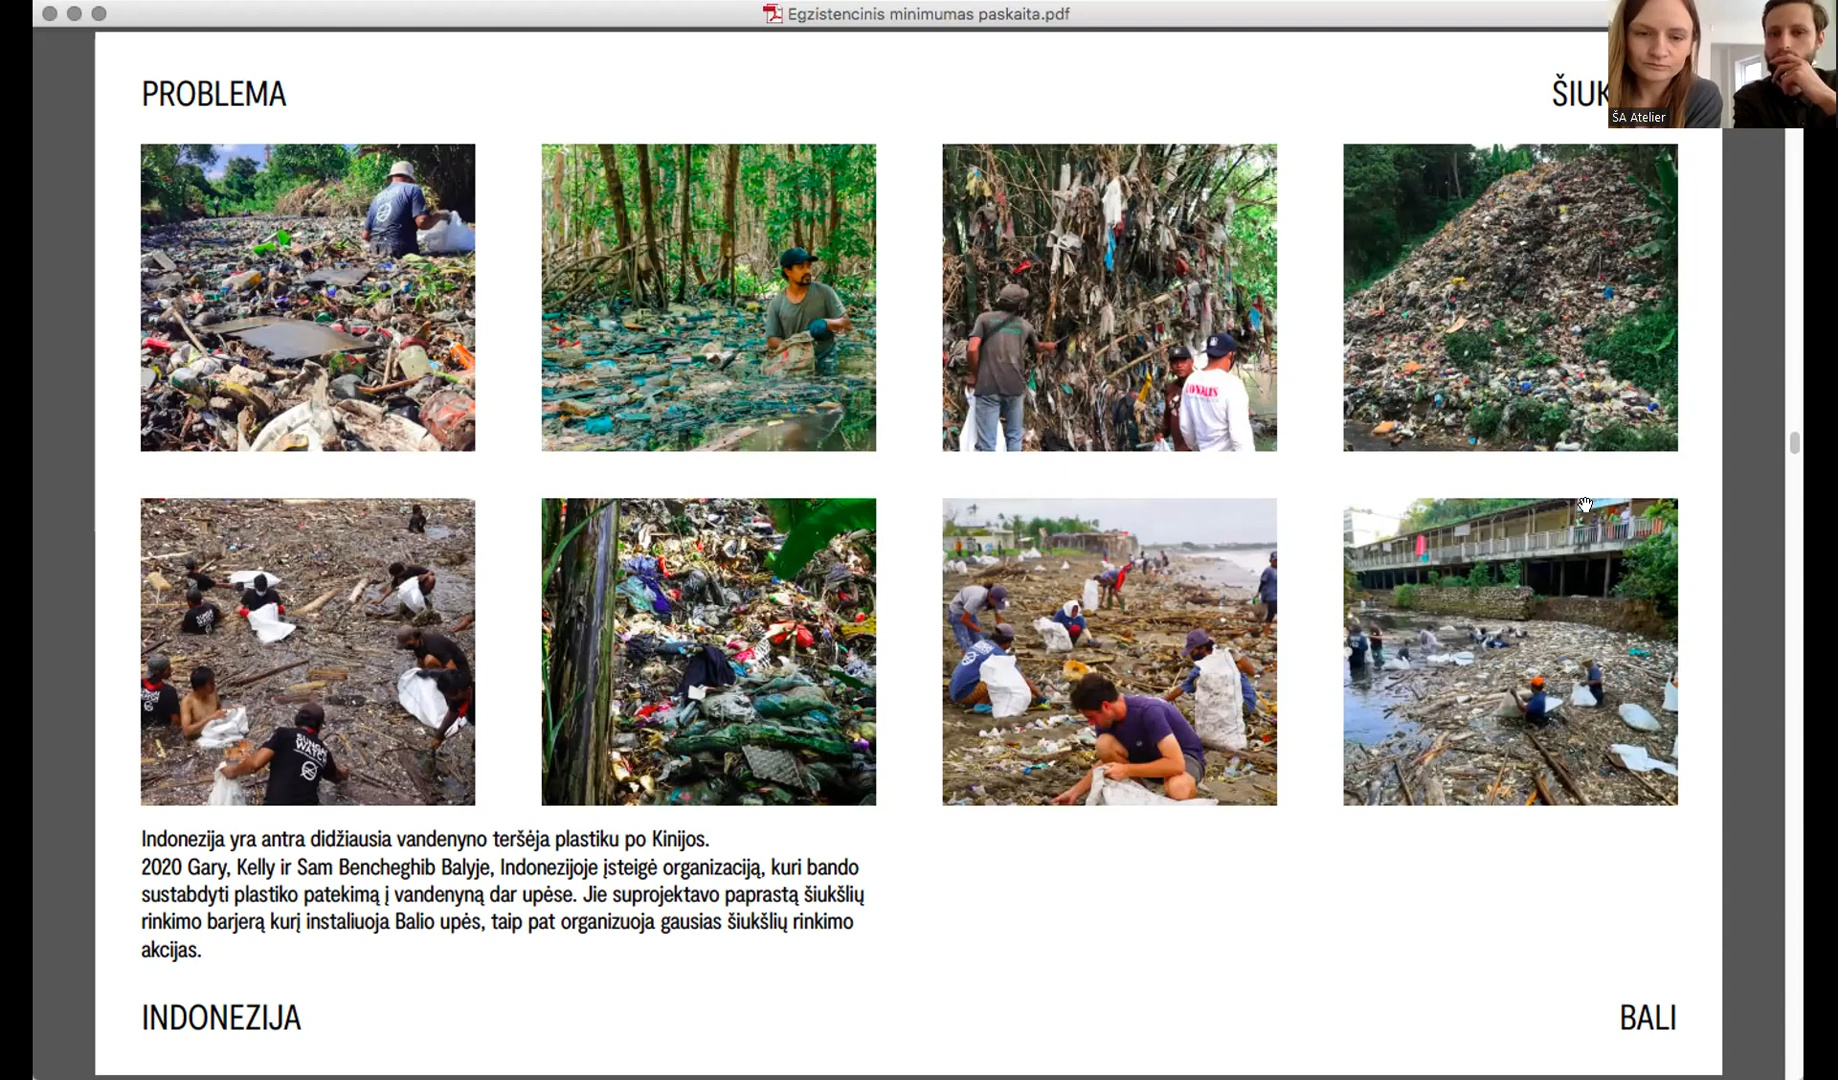 Egzistencinis minimumas paskaita.pdf
PROBLEMA
ŠA Atelier
SUNGAI
WATCH
Indonezija yra antra didžiausia vandenyno teršėja plastiku po Kinijos.
2020 Gary, Kelly ir Sam Bencheghib Balyje, Indonezijoje įsteigė organizaciją, kuri bando
sustabdyti plastiko patekimą į vandenyną dar upėse. Jie suprojektavo paprastą šiukšlių
rinkimo barjerą kurį instaliuoja Balio upės, taip pat organizuoja gausias šiukšlių rinkimo
akcijas.
INDONEZIJA
BALI